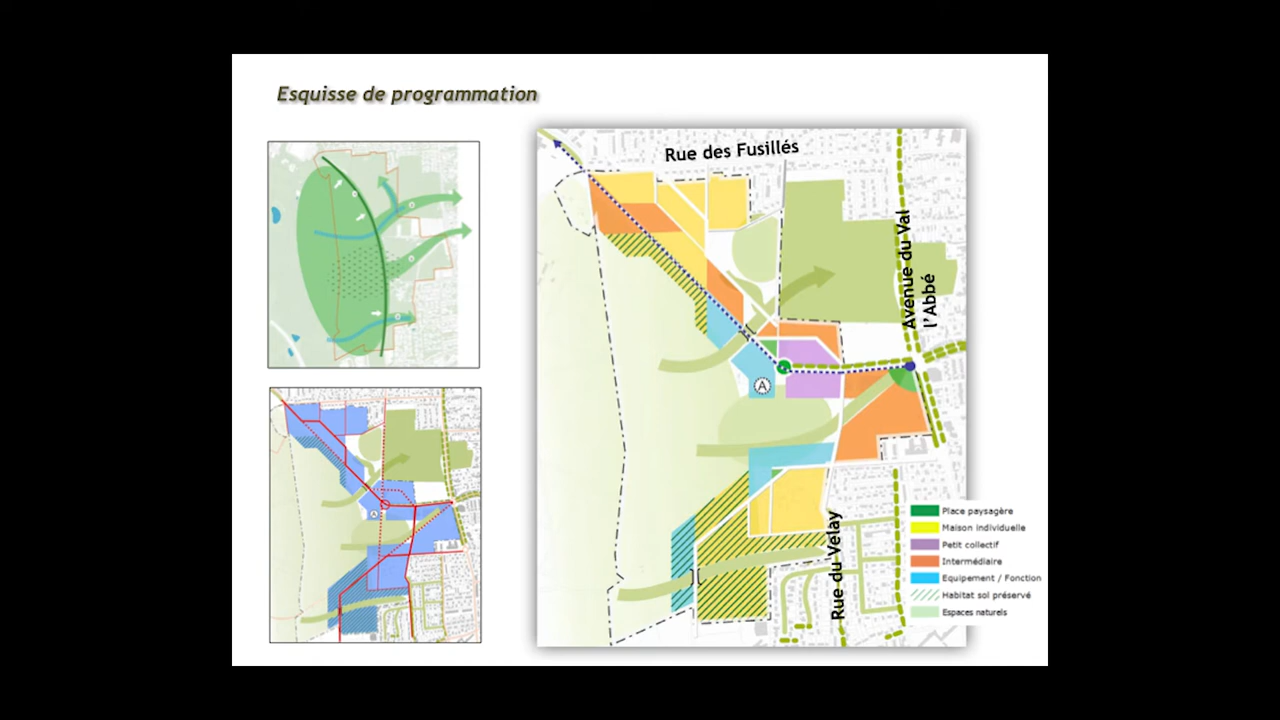 Esquisse de programmation
Rue des Fusillés
Avenue du Val
l'Abbé
A
A
Rue du Velay
Place paysagère
Maison individuelle
Petit collectif
Intermédiaire
Equipement / Fonction
Habitat sol préservé
Espaces naturels